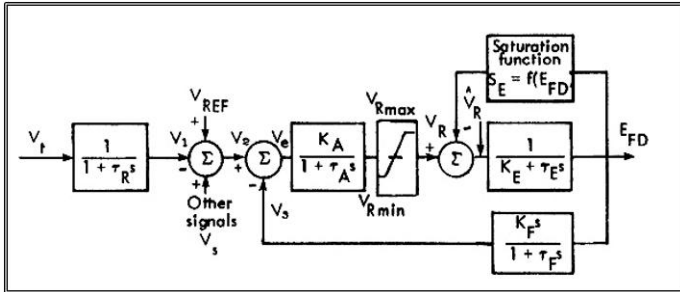 Saturation
function
S_E = f(E_FD)
V_REF
+
V_t
1
1 + τ_R s
V_1
-
Σ
+
Other
signals
V_s
V_2
+
Σ
-
V_3
V_e
K_A
1 + τ_A s
V_Rmax
V_Rmin
V_R
+
Σ
-
V̂_R
1
K_E + τ_E s
E_FD
K_F s
1 + τ_F s